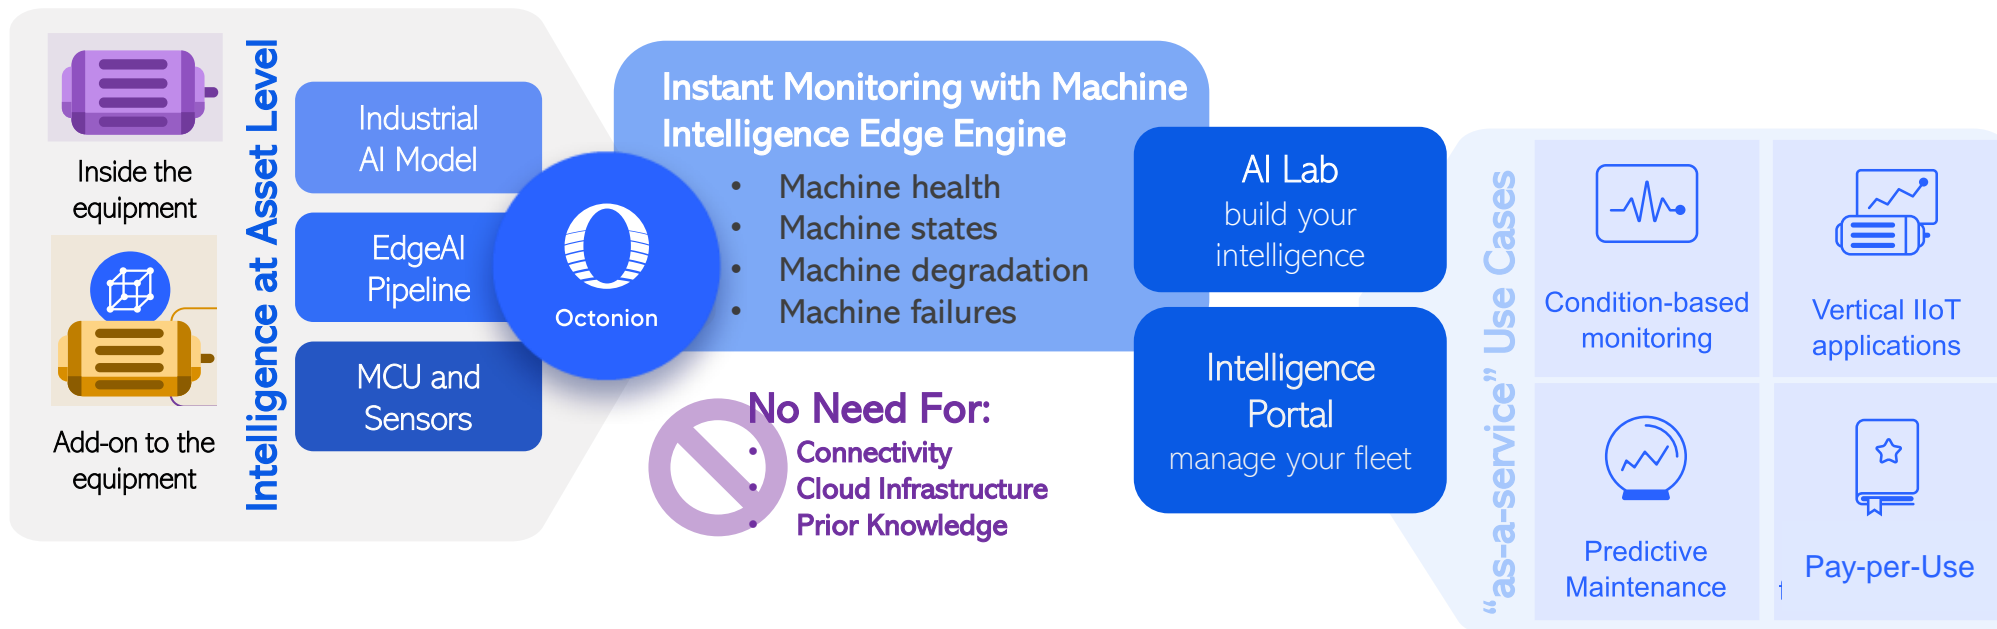 Inside the
equipment
Add-on to the
equipment
Intelligence at Asset Level
Industrial
AI Model
EdgeAI
Pipeline
MCU and
Sensors
Octonion
Instant Monitoring with Machine
Intelligence Edge Engine
• Machine health
• Machine states
• Machine degradation
• Machine failures
No Need For:
• Connectivity
• Cloud Infrastructure
• Prior Knowledge
AI Lab
build your
intelligence
Intelligence
Portal
manage your fleet
“as-a-service” Use Cases
Condition-based
monitoring
Vertical IIoT
applications
Predictive
Maintenance
Pay-per-Use